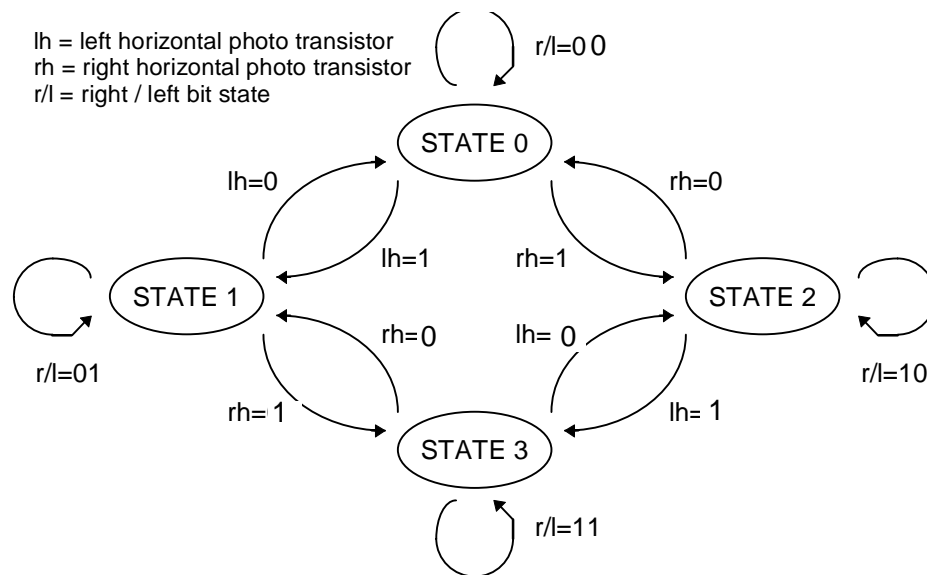 lh = left horizontal photo transistor
rh = right horizontal photo transistor
r/l = right / left bit state
r/l=00
STATE 0
lh=0
rh=0
lh=1
rh=1
STATE 1
STATE 2
rh=0
lh=0
r/l=01
r/l=10
rh=1
lh=1
STATE 3
r/l=11